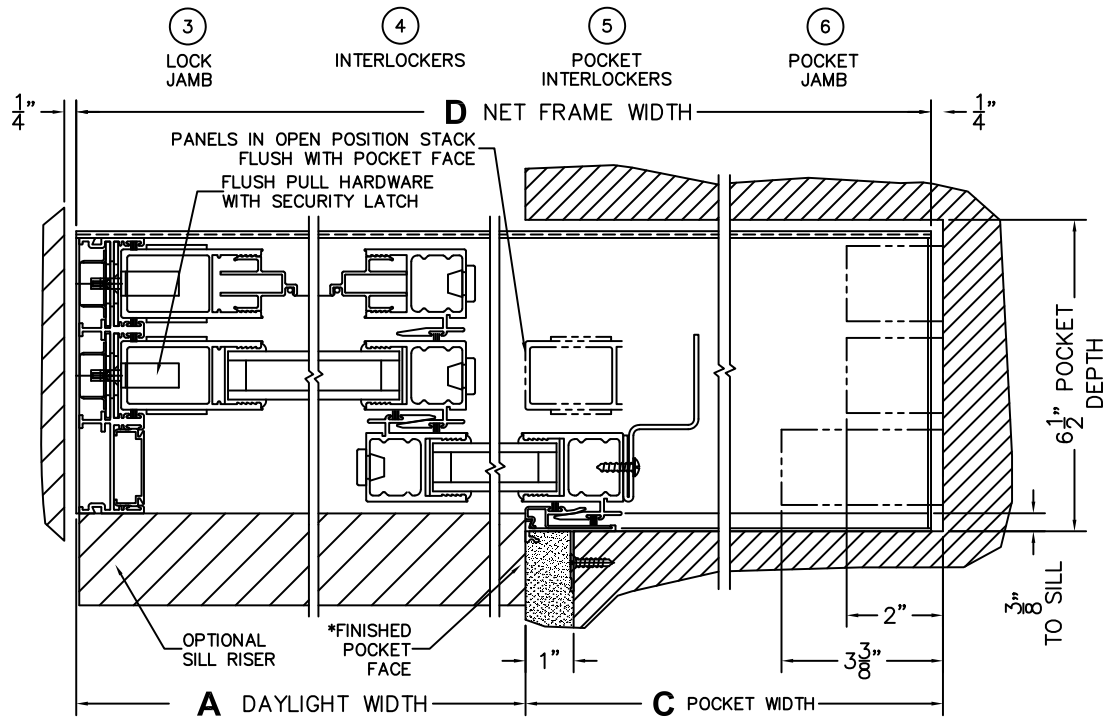 3
LOCK
JAMB
4
INTERLOCKERS
5
POCKET
INTERLOCKERS
6
POCKET
JAMB
1/4"
D NET FRAME WIDTH
1/4"
PANELS IN OPEN POSITION STACK
FLUSH WITH POCKET FACE
FLUSH PULL HARDWARE
WITH SECURITY LATCH
6 1/2" POCKET
DEPTH
3/8"
TO SILL
OPTIONAL
SILL RISER
*FINISHED
POCKET
FACE
1"
2"
3 3/8"
A DAYLIGHT WIDTH
C POCKET WIDTH